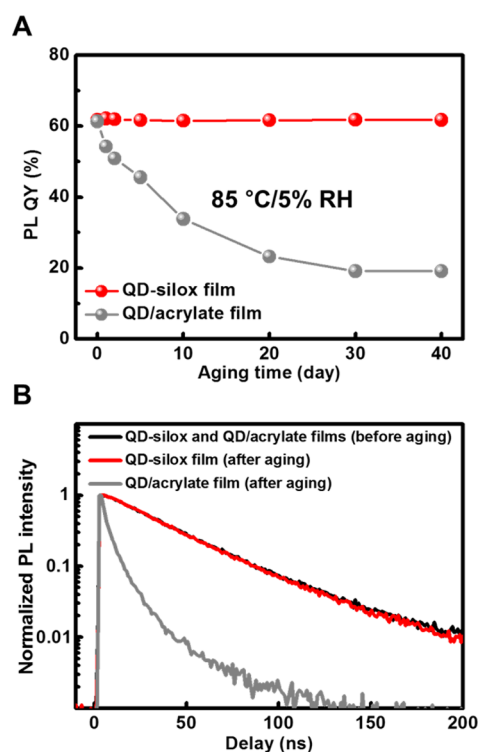 A
80
60
40
20
0
PL QY (%)
85 °C/5% RH
QD-silox film
QD/acrylate film
0 10 20 30 40
Aging time (day)
B
QD-silox and QD/acrylate films (before aging)
QD-silox film (after aging)
QD/acrylate film (after aging)
1
0.1
0.01
Normalized PL intensity
0 50 100 150 200
Delay (ns)